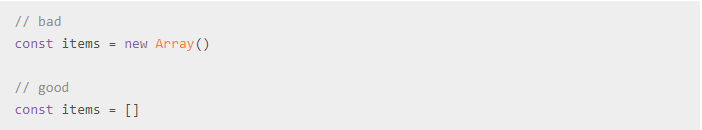 // bad
const items = new Array()
// good
const items = []